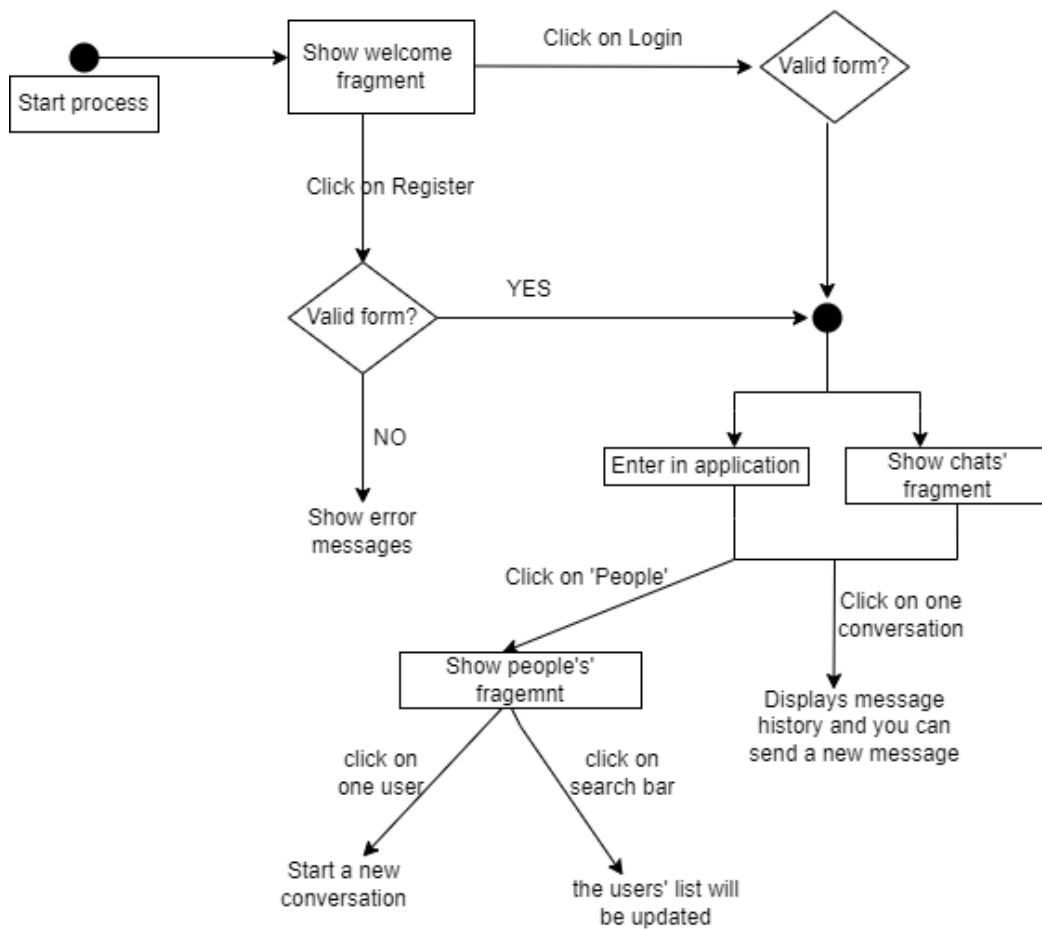 Start process
Show welcome
fragment
Click on Login
Valid form?
Click on Register
Valid form?
YES
NO
Show error
messages
Enter in application
Show chats'
fragment
Click on 'People'
Click on one
conversation
Show people's'
fragemnt
Displays message
history and you can
send a new message
click on
one user
click on
search bar
Start a new
conversation
the users' list will
be updated